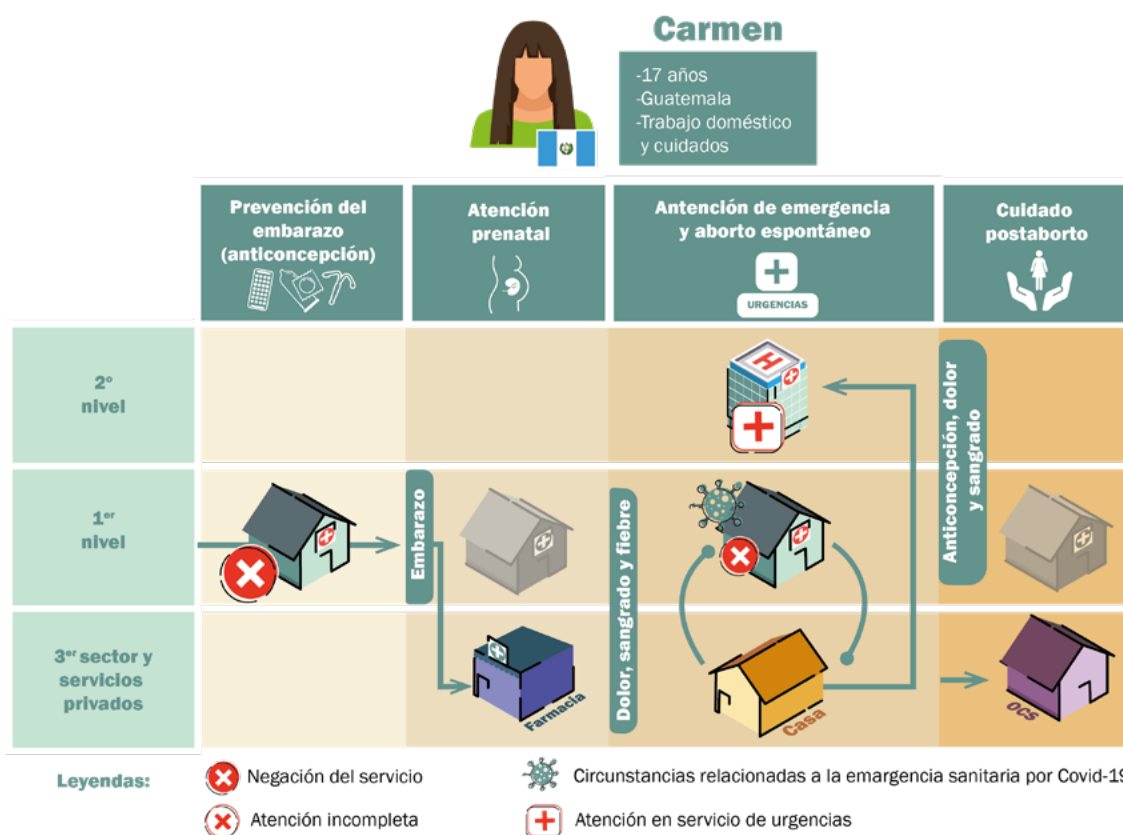 Carmen
-17 años
-Guatemala
-Trabajo doméstico
y cuidados
Prevención del
embarazo
(anticoncepción)
Atención
prenatal
Antención de emergencia
y aborto espontáneo
URGENCIAS
Cuidado
postaborto
2º
nivel
H
Anticoncepción, dolor
y sangrado
1er
nivel
Embarazo
Dolor, sangrado y fiebre
3er sector y
servicios
privados
Farmacia
Casa
OCS
Leyendas:
Negación del servicio
Circunstancias relacionadas a la emargencia sanitaria por Covid-19
Atención incompleta
Atención en servicio de urgencias